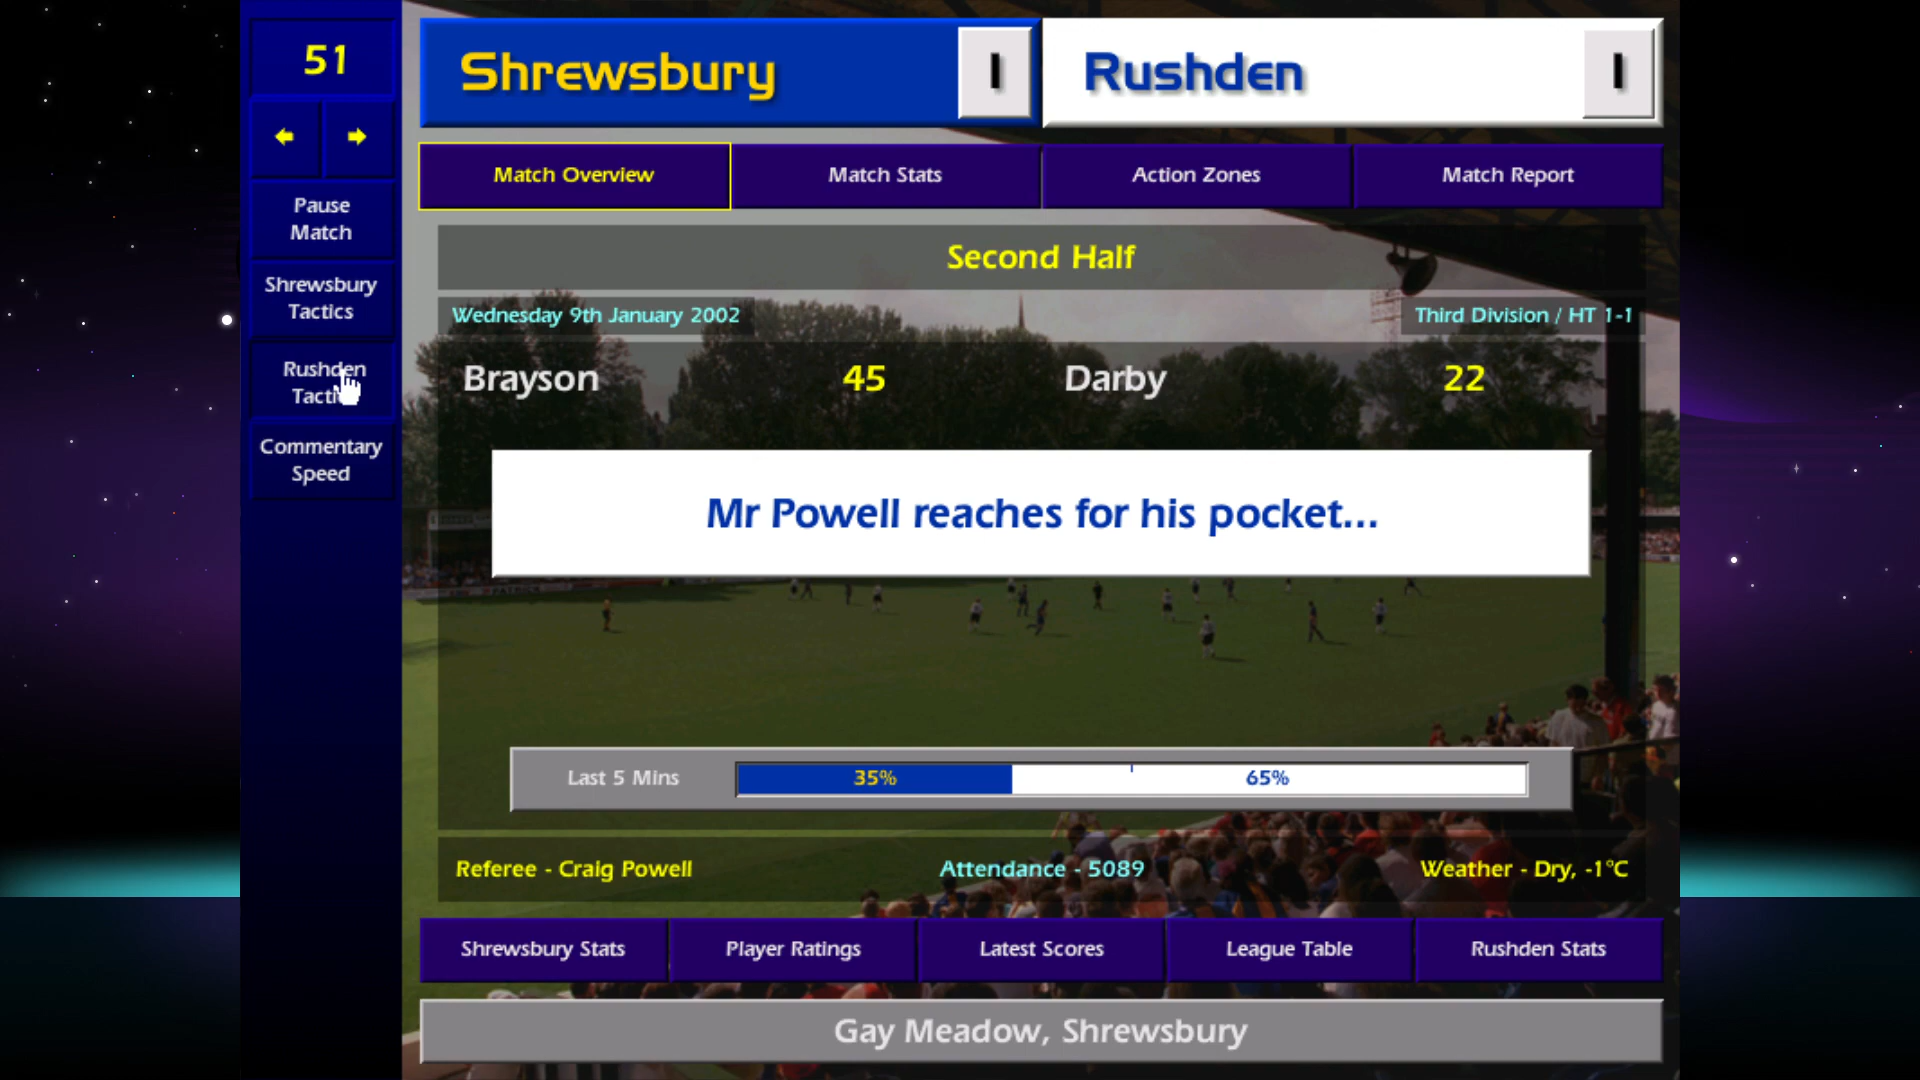 51
Shrewsbury 1
Rushden 1
Pause
Match
Shrewsbury
Tactics
Rushden
Tactics
Commentary
Speed
Match Overview
Match Stats
Action Zones
Match Report
Second Half
Wednesday 9th January 2002
Third Division / HT 1-1
Brayson 45
Darby 22
Mr Powell reaches for his pocket...
Last 5 Mins
35%
65%
Referee - Craig Powell
Attendance - 5089
Weather - Dry, -1°C
Shrewsbury Stats
Player Ratings
Latest Scores
League Table
Rushden Stats
Gay Meadow, Shrewsbury